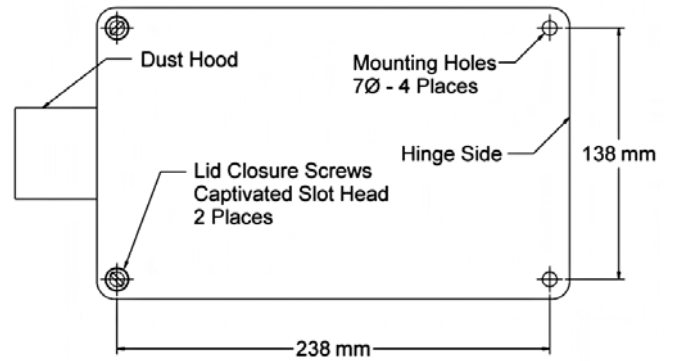 Dust Hood
Mounting Holes
7Ø - 4 Places
Hinge Side
138 mm
Lid Closure Screws
Captivated Slot Head
2 Places
238 mm